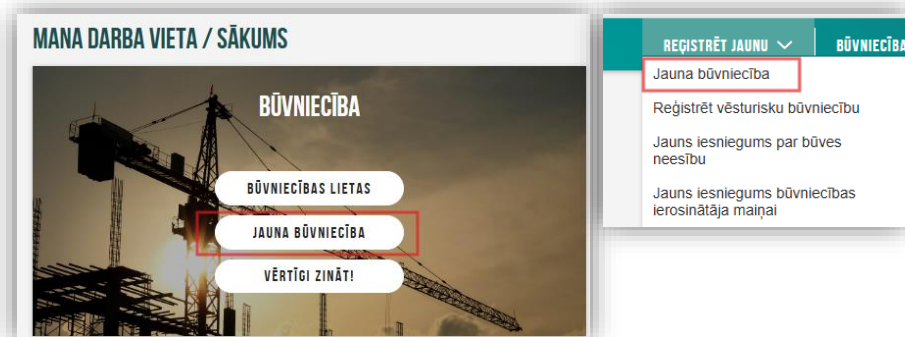 MANA DARBA VIETA / SĀKUMS
BŪVNIECĪBA
BŪVNIECĪBAS LIETAS
JAUNA BŪVNIECĪBA
VĒRTĪGI ZINĀT!
REĢISTRĒT JAUNU
BŪVNIECĪBA
Jauna būvniecība
Reģistrēt vēsturisku būvniecību
Jauns iesniegums par būves
neesību
Jauns iesniegums būvniecības
ierosinātāja maiņai